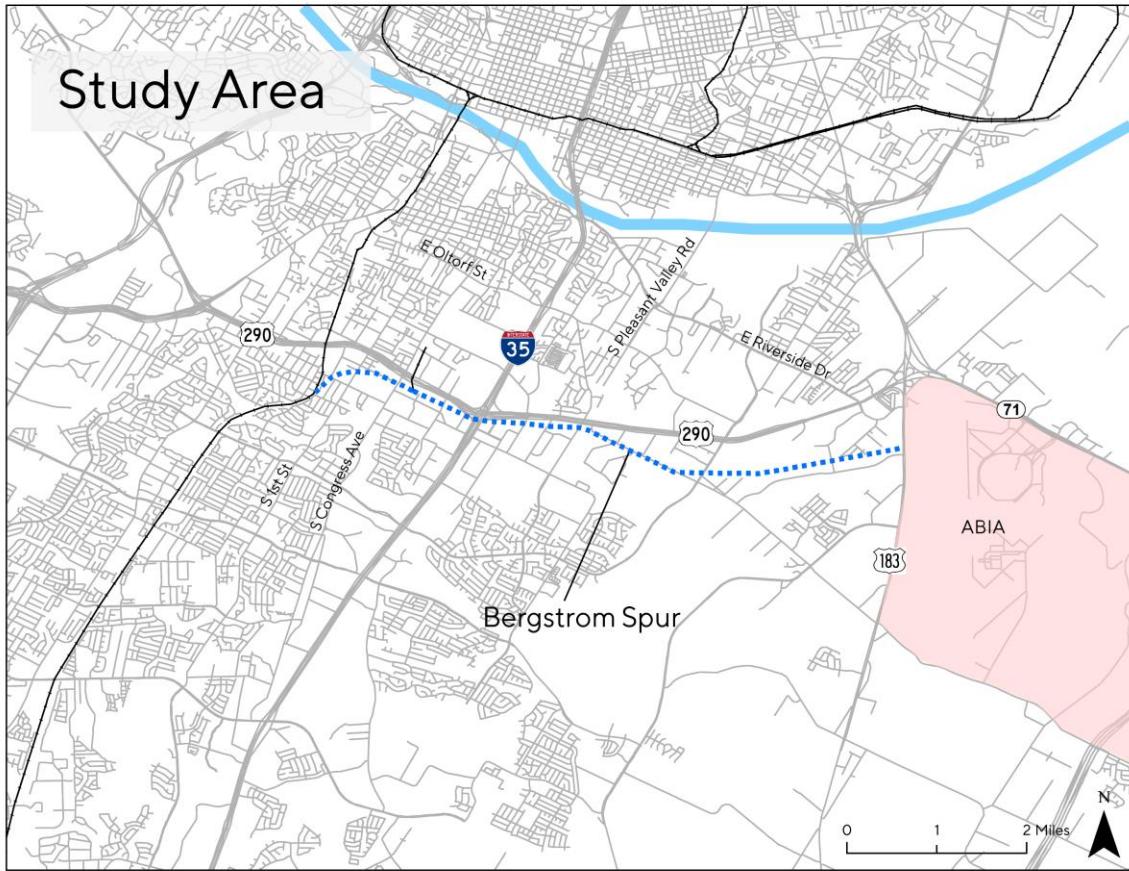 Study Area
E Oltorf St
S Pleasant Valley Rd
INTERSTATE
35
290
E Riverside Dr
71
290
S 1st St
S Congress Ave
ABIA
183
Bergstrom Spur
N
0 1 2 Miles